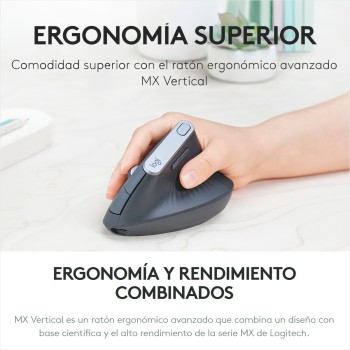 ERGONOMÍA SUPERIOR
Comodidad superior con el ratón ergonómico avanzado
MX Vertical
logi
ERGONOMÍA Y RENDIMIENTO
COMBINADOS
MX Vertical es un ratón ergonómico avanzado que combina un diseño con
base científica y el alto rendimiento de la serie MX de Logitech.